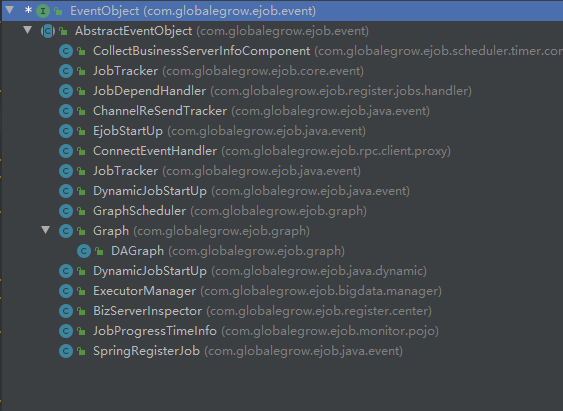 EventObject (com.globalegrow.ejob.event)
AbstractEventObject (com.globalegrow.ejob.event)
CollectBusinessServerInfoComponent (com.globalegrow.ejob.scheduler.timer.cor
JobTracker (com.globalegrow.ejob.core.event)
JobDependHandler (com.globalegrow.ejob.register.jobs.handler)
ChannelReSendTracker (com.globalegrow.ejob.java.event)
EjobStartUp (com.globalegrow.ejob.java.event)
ConnectEventHandler (com.globalegrow.ejob.rpc.client.proxy)
JobTracker (com.globalegrow.ejob.java.event)
DynamicJobStartUp (com.globalegrow.ejob.java.event)
GraphScheduler (com.globalegrow.ejob.graph)
Graph (com.globalegrow.ejob.graph)
DAGraph (com.globalegrow.ejob.graph)
DynamicJobStartUp (com.globalegrow.ejob.java.dynamic)
ExecutorManager (com.globalegrow.ejob.bigdata.manager)
BizServerInspector (com.globalegrow.ejob.register.center)
JobProgressTimeInfo (com.globalegrow.ejob.monitor.pojo)
SpringRegisterJob (com.globalegrow.ejob.java.event)